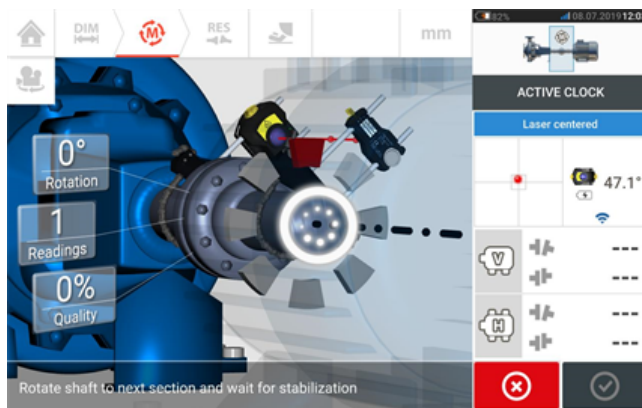 DIM
M
RES
mm
0°
Rotation
1
Readings
0%
Quality
Rotate shaft to next section and wait for stabilization
82%
08.07.2019 12:03
ACTIVE CLOCK
Laser centered
47.1°
V
---
---
H
---
---